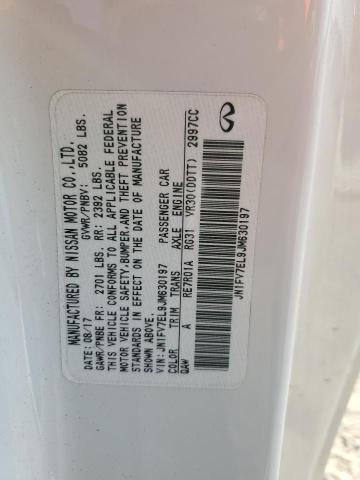 MANUFACTURED BY NISSAN MOTOR CO.,LTD.
DATE: 08/17 GVWR/PNBV: 5082 LBS.
GAWR/PNBE FR: 2701 LBS RR: 2392 LBS.
THIS VEHICLE CONFORMS TO ALL APPLICABLE FEDERAL
MOTOR VEHICLE SAFETY,BUMPER,AND THEFT PREVENTION
STANDARDS IN EFFECT ON THE DATE OF MANUFACTURE
SHOWN ABOVE.
VIN: JN1FV7EL9JM630197 PASSENGER CAR
COLOR TRIM TRANS AXLE ENGINE
QAW A RE7R01A RG31 VR30(DDTT) 2997CC
JN1FV7EL9JM630197